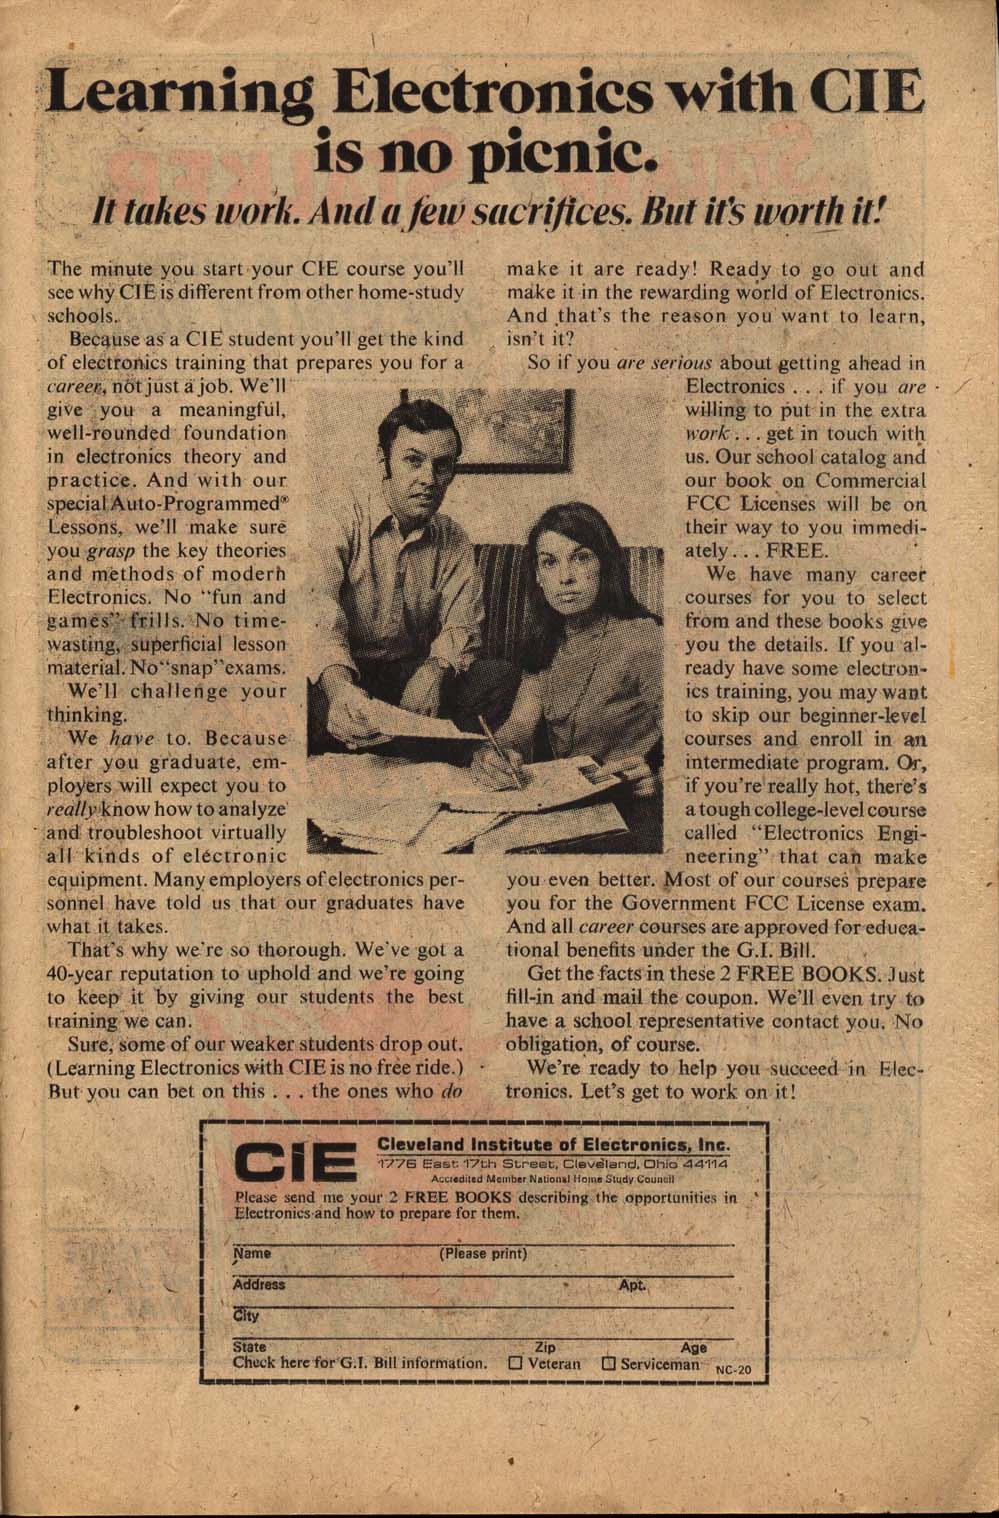 Learning Electronics with CIE
is no picnic.
It takes work. And a few sacrifices. But it's worth it!
The minute you start your CIE course you'll
see why CIE is different from other home-study
schools.
Because as a CIE student you'll get the kind
of electronics training that prepares you for a
career, not just a job. We'll
give you a meaningful,
well-rounded foundation
in electronics theory and
practice. And with our
special Auto-Programmed®
Lessons, we'll make sure
you grasp the key theories
and methods of modern
Electronics. No "fun and
games" frills. No time-
wasting, superficial lesson
material. No "snap" exams.
We'll challenge your
thinking.
We have to. Because
after you graduate, em-
ployers will expect you to
really know how to analyze
and troubleshoot virtually
all kinds of electronic
equipment. Many employers of electronics per-
sonnel have told us that our graduates have
what it takes.
That's why we're so thorough. We've got a
40-year reputation to uphold and we're going
to keep it by giving our students the best
training we can.
Sure, some of our weaker students drop out.
(Learning Electronics with CIE is no free ride.)
But you can bet on this . . . the ones who do
make it are ready! Ready to go out and
make it in the rewarding world of Electronics.
And that's the reason you want to learn,
isn't it?
So if you are serious about getting ahead in
Electronics . . . if you are
willing to put in the extra
work . . . get in touch with
us. Our school catalog and
our book on Commercial
FCC Licenses will be on
their way to you immedi-
ately . . . FREE.
We have many career
courses for you to select
from and these books give
you the details. If you al-
ready have some electron-
ics training, you may want
to skip our beginner-level
courses and enroll in an
intermediate program. Or,
if you're really hot, there's
a tough college-level course
called "Electronics Engi-
neering" that can make
you even better. Most of our courses prepare
you for the Government FCC License exam.
And all career courses are approved for educa-
tional benefits under the G.I. Bill.
Get the facts in these 2 FREE BOOKS. Just
fill-in and mail the coupon. We'll even try to
have a school representative contact you. No
obligation, of course.
We're ready to help you succeed in Elec-
tronics. Let's get to work on it!
CIE
Cleveland Institute of Electronics, Inc.
1776 East 17th Street, Cleveland, Ohio 44114
Accredited Member National Home Study Council
Please send me your 2 FREE BOOKS describing the opportunities in
Electronics and how to prepare for them.
Name (Please print)
Address Apt.
City
State Zip Age
Check here for G.I. Bill information. ☐ Veteran ☐ Serviceman NC-20